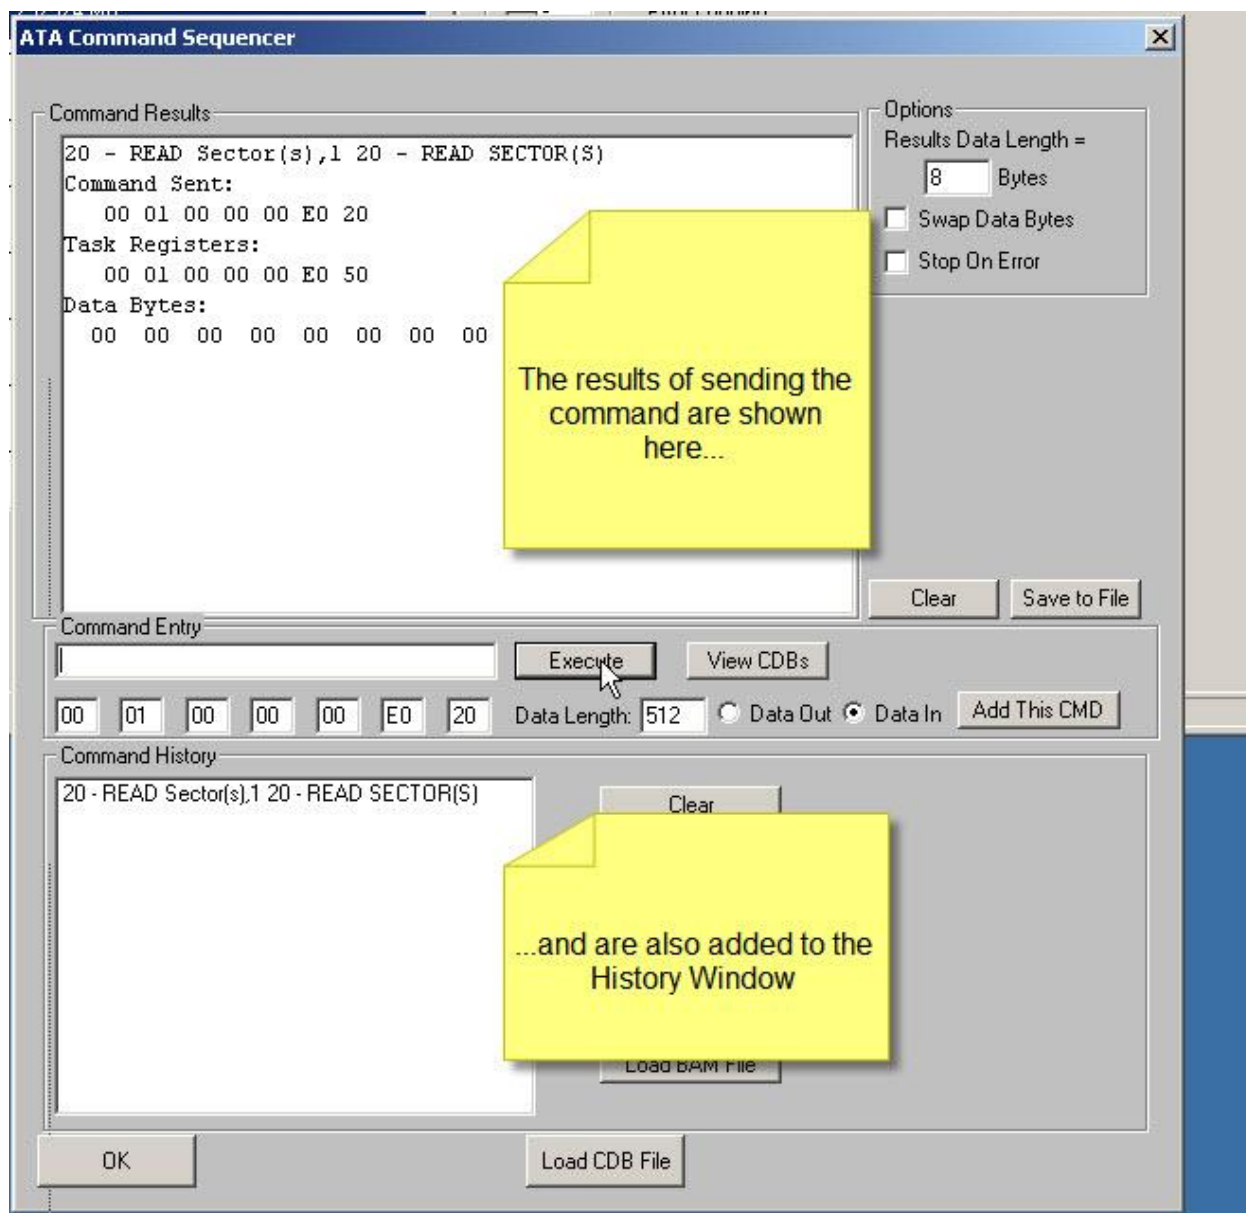 ATA Command Sequencer
Command Results
20 - READ Sector(s),1 20 - READ SECTOR(S)
Command Sent:
00 01 00 00 00 E0 20
Task Registers:
00 01 00 00 00 E0 50
Data Bytes:
00 00 00 00 00 00 00 00
The results of sending the
command are shown
here...
Options
Results Data Length =
8 Bytes
Swap Data Bytes
Stop On Error
Clear Save to File
Command Entry
Execute View CDBs
00 01 00 00 00 E0 20 Data Length: 512 Data Out Data In Add This CMD
Command History
20 - READ Sector(s),1 20 - READ SECTOR(S)
Clear
...and are also added to the
History Window
Load BAM File
OK Load CDB File